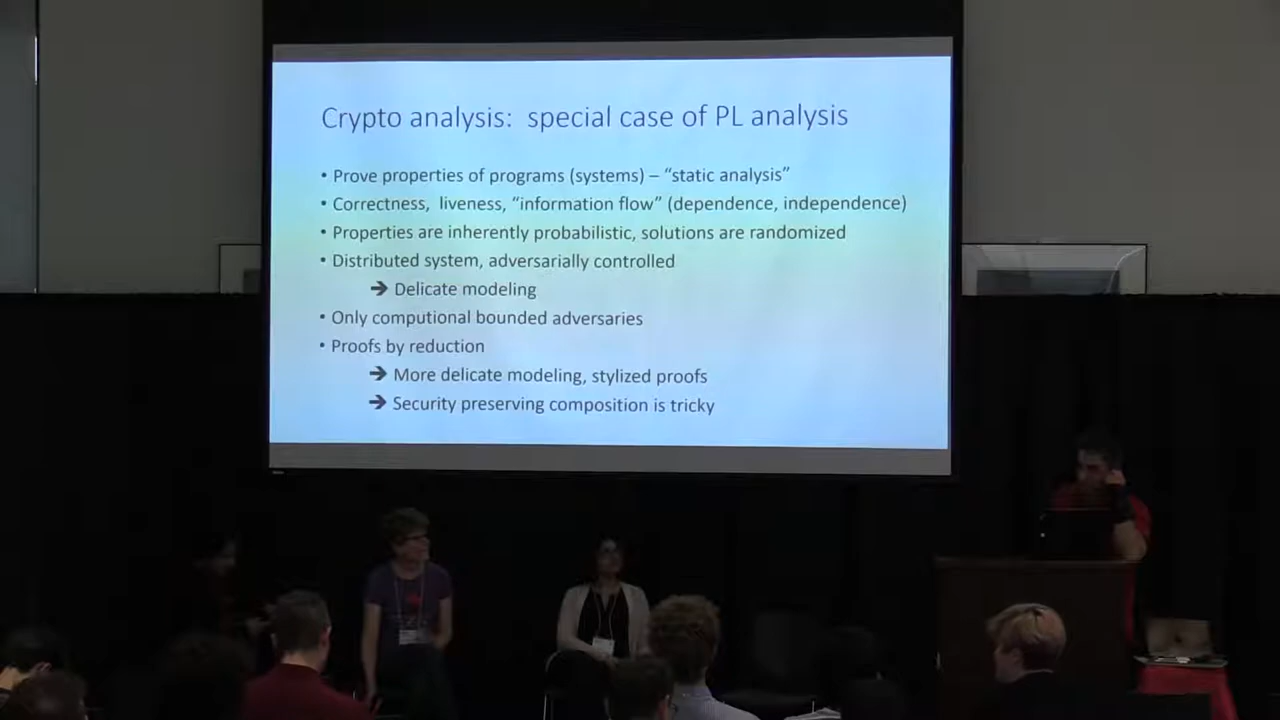 Crypto analysis: special case of PL analysis
• Prove properties of programs (systems) – “static analysis”
• Correctness, liveness, “information flow” (dependence, independence)
• Properties are inherently probabilistic, solutions are randomized
• Distributed system, adversarially controlled
➔ Delicate modeling
• Only computional bounded adversaries
• Proofs by reduction
➔ More delicate modeling, stylized proofs
➔ Security preserving composition is tricky